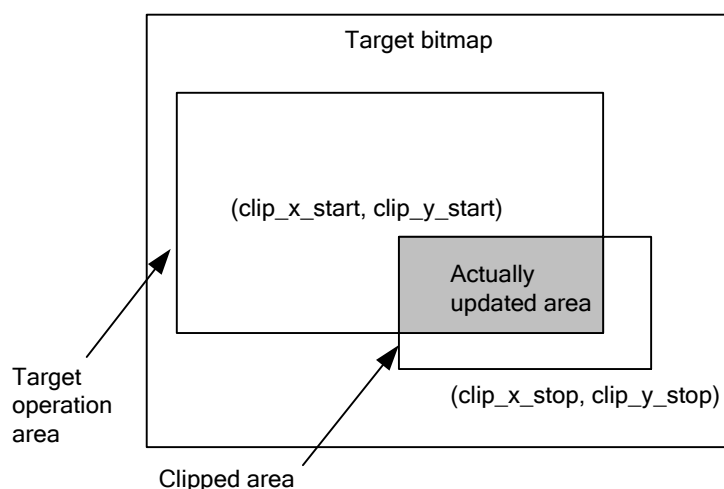 Target bitmap
(clip_x_start, clip_y_start)
Actually
updated area
Target
operation
area
(clip_x_stop, clip_y_stop)
Clipped area